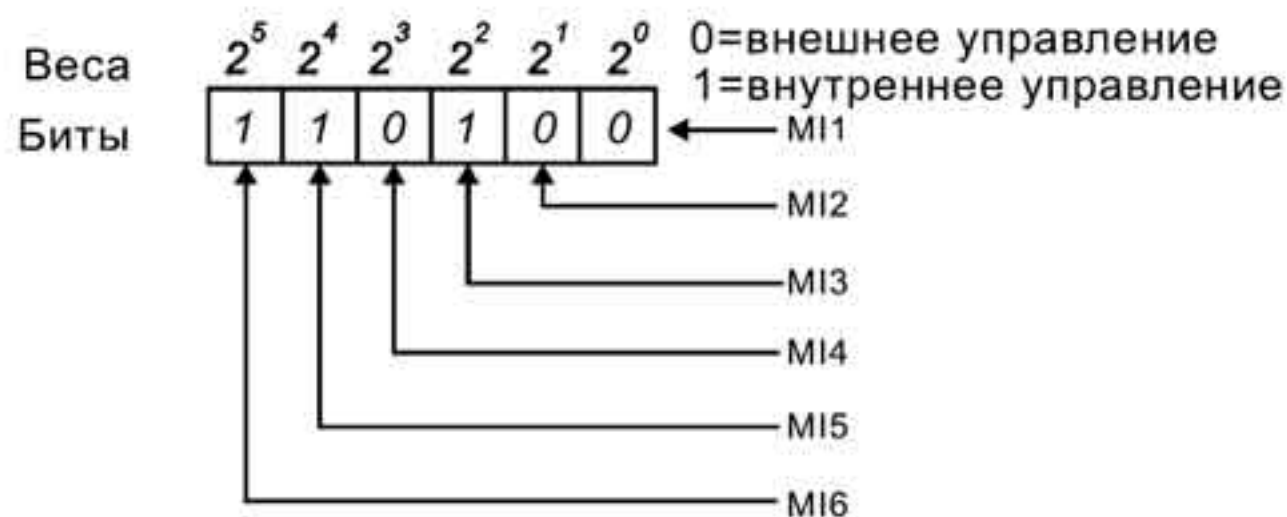 Веса 2⁵ 2⁴ 2³ 2² 2¹ 2⁰ 0=внешнее управление
1=внутреннее управление
Биты 1 1 0 1 0 0 MI1
MI2
MI3
MI4
MI5
MI6